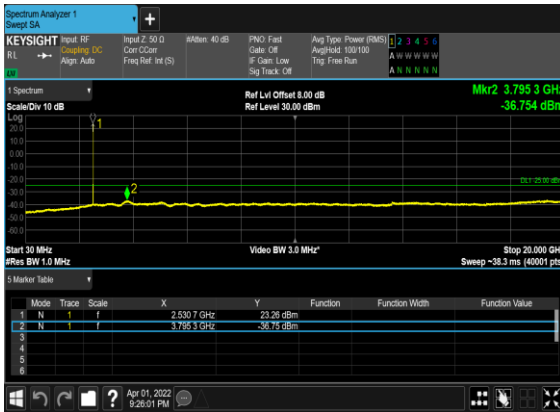 Spectrum Analyzer 1
Swept SA
+
KEYSIGHT Input: RF Input Z: 50 Ω #Atten: 40 dB PNO: Fast Avg Type: Power (RMS) 1 2 3 4 5 6
RL Coupling: DC Corr CCorr Gate: Off Avg|Hold: 100/100 A W W W W W
Align: Auto Freq Ref: Int (S) IF Gain: Low Trig: Free Run
Sig Track: Off A N N N N N
1 Spectrum Ref Lvl Offset 8.00 dB Mkr2 3.795 3 GHz
Scale/Div 10 dB Ref Level 30.00 dBm -36.754 dBm
Log
20.0
10.0
0.00
-10.0
-20.0
-30.0
-40.0
-50.0
-60.0
1
2
DL1 -25.00 dBm
Start 30 MHz Video BW 3.0 MHz* Stop 20.000 GHz
#Res BW 1.0 MHz Sweep ~38.3 ms (40001 pts)
5 Marker Table
Mode Trace Scale X Y Function Function Width Function Value
1 N 1 f 2.530 7 GHz 23.26 dBm
2 N 1 f 3.795 3 GHz -36.75 dBm
3
4
5
6
? Apr 01, 2022
9:26:01 PM